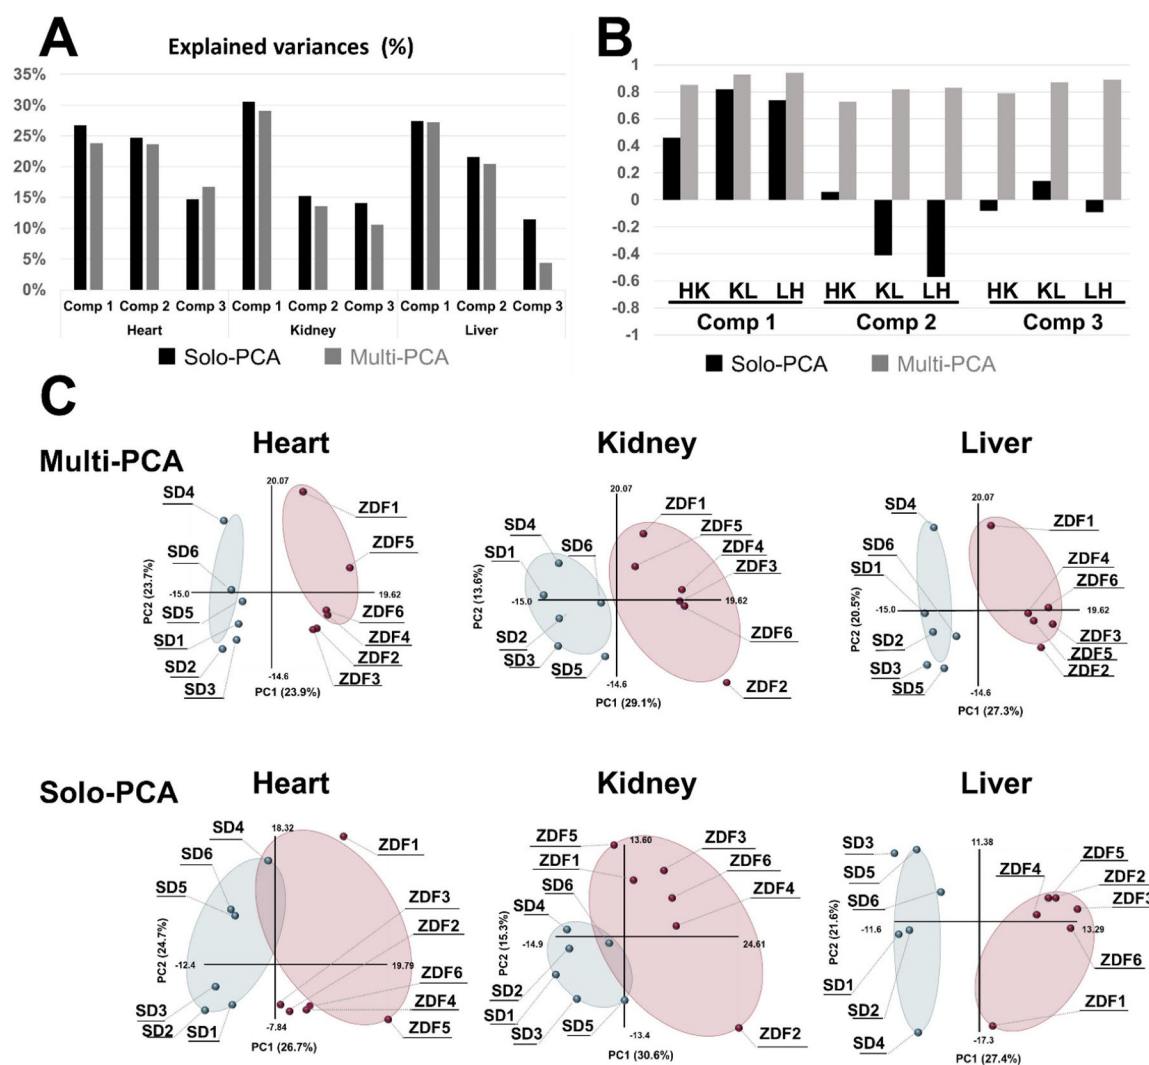 A
Explained variances (%)
35%
30%
25%
20%
15%
10%
5%
0%
Comp 1 Comp 2 Comp 3 Comp 1 Comp 2 Comp 3 Comp 1 Comp 2 Comp 3
Heart Kidney Liver
Solo-PCA Multi-PCA
B
1
0.8
0.6
0.4
0.2
0
-0.2
-0.4
-0.6
-0.8
-1
HK KL LH HK KL LH HK KL LH
Comp 1 Comp 2 Comp 3
Solo-PCA Multi-PCA
C
Multi-PCA
Heart
20.07
SD4
ZDF1
SD6
ZDF5
PC2 (23.7%)
-15.0
19.62
SD5
ZDF6
SD1
ZDF4
SD2
ZDF2
SD3
ZDF3
-14.6
PC1 (23.9%)
Kidney
20.07
ZDF1
SD4
ZDF5
SD1
SD6
ZDF4
ZDF3
PC2 (13.6%)
-15.0
19.62
SD2
ZDF6
SD3
SD5
-14.6
ZDF2
PC1 (29.1%)
Liver
20.07
SD4
ZDF1
SD6
ZDF4
SD1
ZDF6
PC2 (20.5%)
-15.0
19.62
SD2
ZDF3
ZDF5
SD3
ZDF2
SD5
-14.6
PC1 (27.3%)
Solo-PCA
Heart
18.32
SD4
ZDF1
SD6
SD5
ZDF3
ZDF2
PC2 (24.7%)
-12.4
19.79
ZDF6
SD3
ZDF4
SD2
SD1
-7.84
ZDF5
PC1 (26.7%)
Kidney
ZDF5
13.60
ZDF3
ZDF1
ZDF6
SD6
ZDF4
SD4
PC2 (15.3%)
-14.9
24.61
SD2
SD1
SD3
SD5
-13.4
ZDF2
PC1 (30.6%)
Liver
SD3
11.38
ZDF5
SD5
ZDF4
ZDF2
SD6
ZDF3
PC2 (21.6%)
-11.6
13.29
ZDF6
SD1
SD2
ZDF1
SD4
-17.3
PC1 (27.4%)